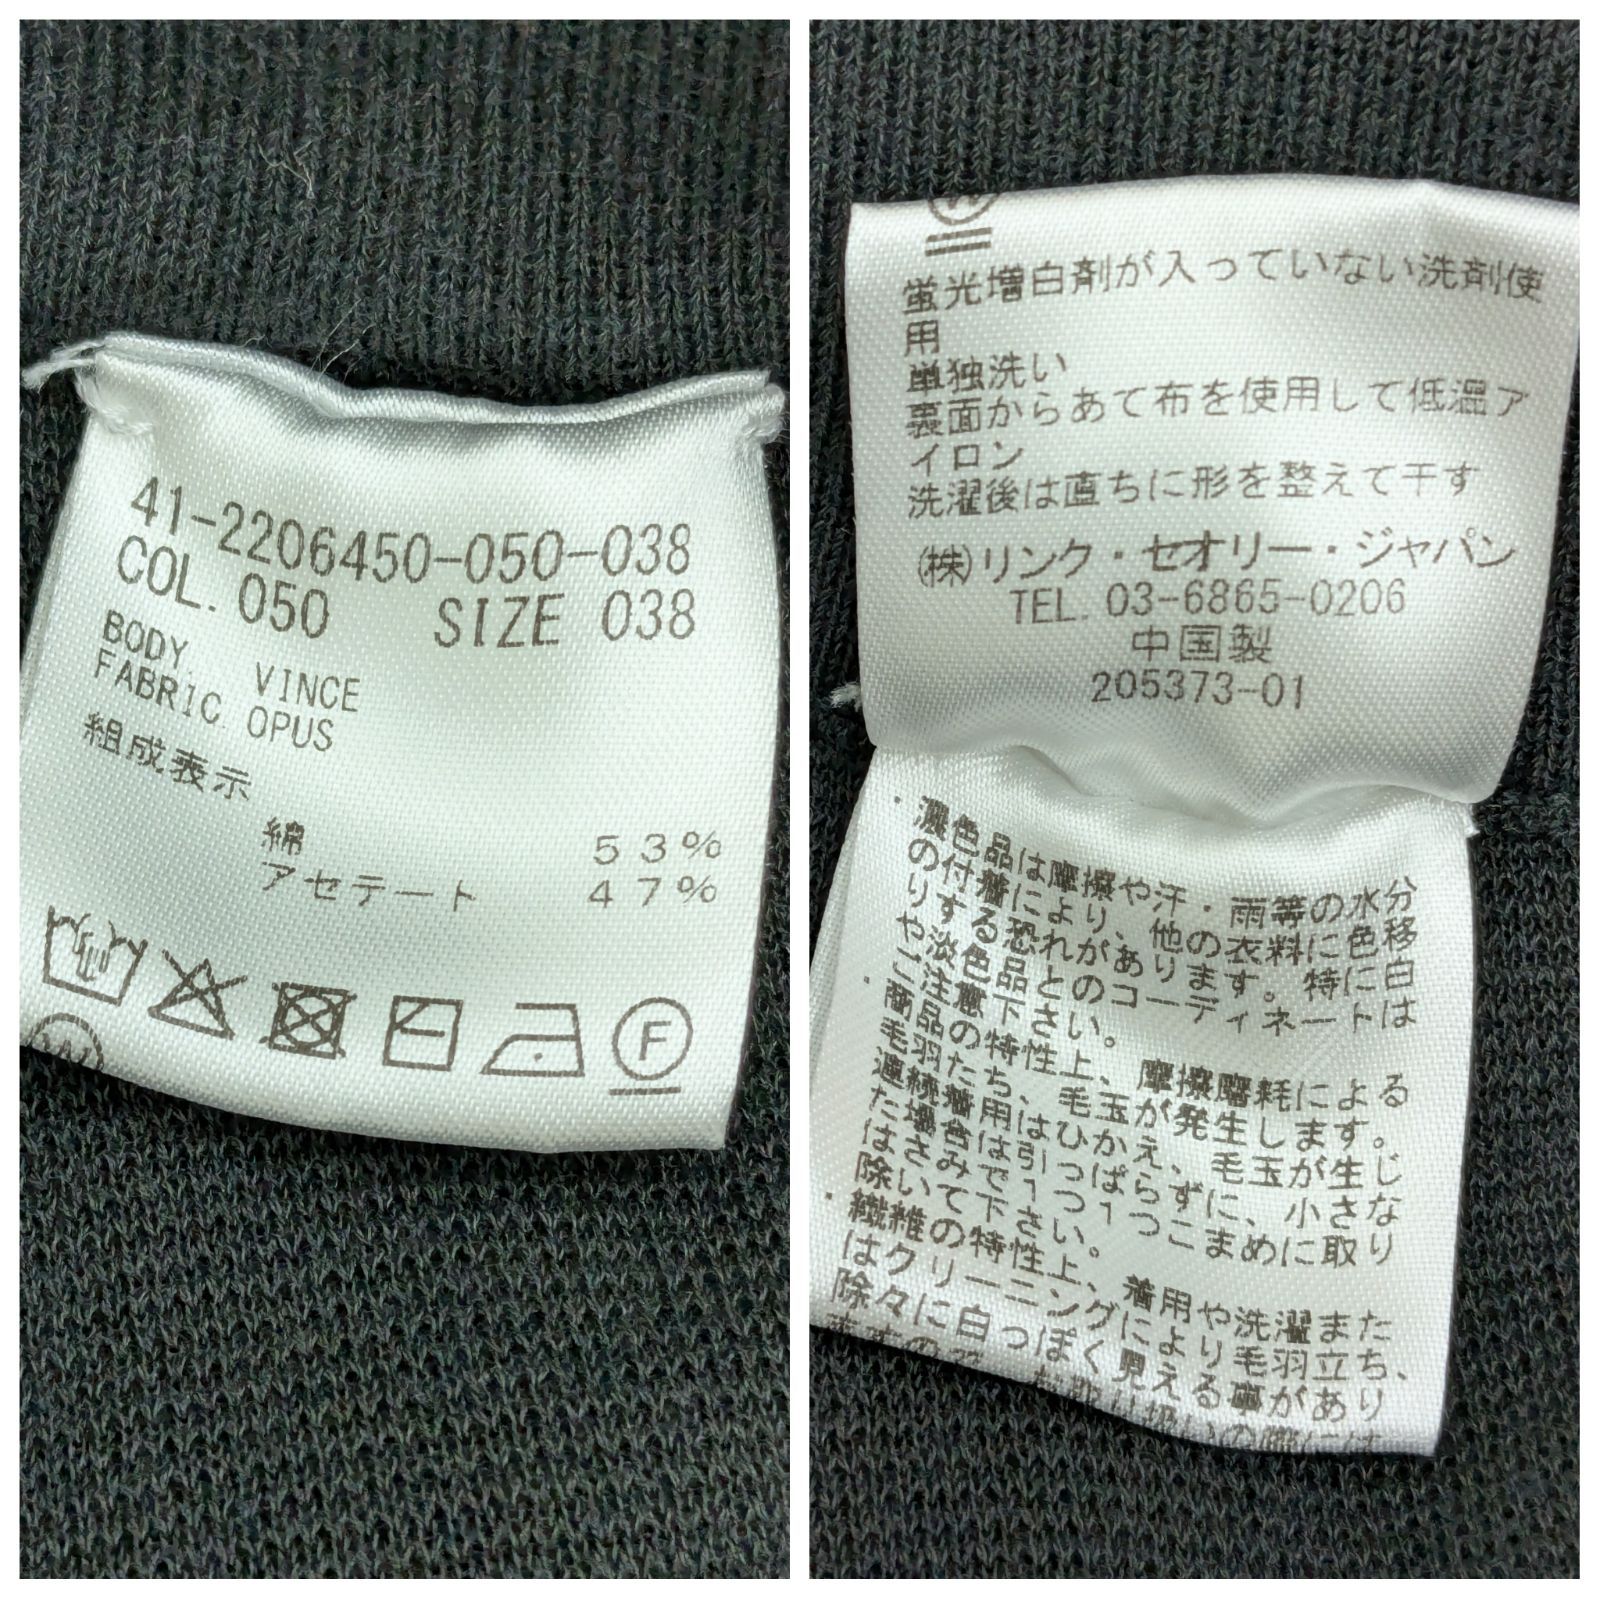 41-2206450-050-038
COL. 050 SIZE 038
BODY. VINCE
FABRIC. OPUS
組成表示
綿 53%
アセテート 47%
F
W
蛍光増白剤が入っていない洗剤使
用
単独洗い
裏面からあて布を使用して低温ア
イロン
洗濯後は直ちに形を整えて干す
(株)リンク・セオリー・ジャパン
TEL. 03-6865-0206
中国製
205373-01
・濃色品は摩擦や汗・雨等の水分
の付着により、他の衣料に色移
りする恐れがあります。特に白
や淡色品とのコーディネートは
ご注意下さい。
・商品の特性上、摩擦磨耗による
毛羽たち、毛玉が発生します。
連続着用はひかえ、毛玉が生じ
た場合は引っぱらずに、小さな
はさみで1つ1つこまめに取り
除いて下さい。
・繊維の特性上、着用や洗濯また
はクリーニングにより毛羽立ち、
除々に白っぽく見える事があり